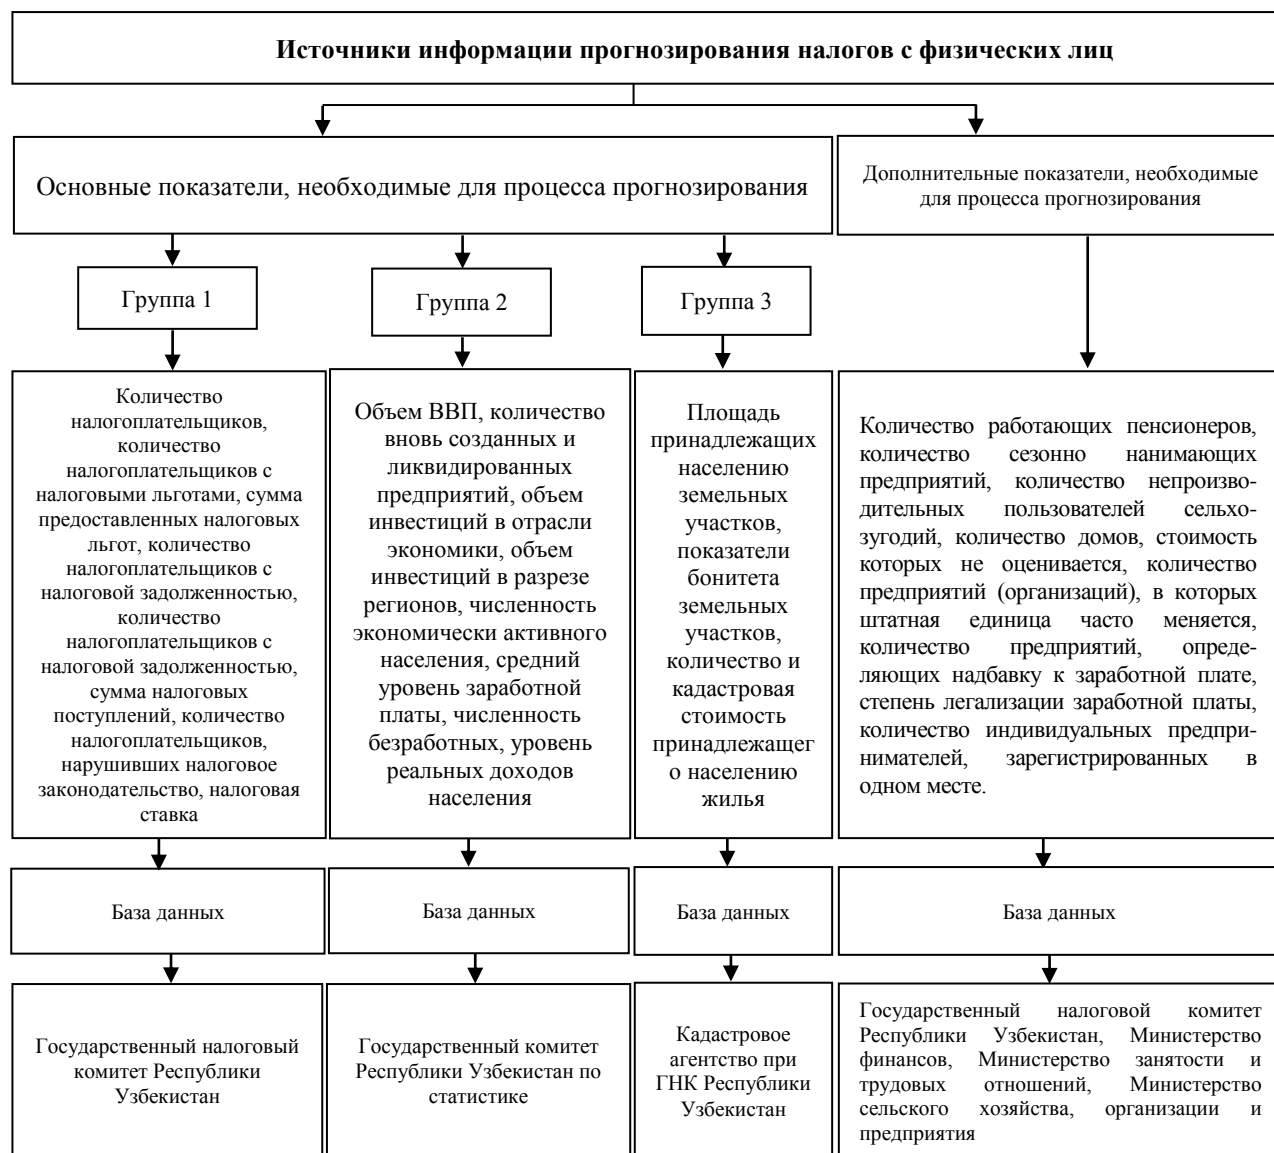 Источники информации прогнозирования налогов с физических лиц
Основные показатели, необходимые для процесса прогнозирования
Дополнительные показатели, необходимые
для процесса прогнозирования
Группа 1
Группа 2
Группа 3
Количество
налогоплательщиков,
количество
налогоплательщиков с
налоговыми льготами, сумма
предоставленных налоговых
льгот, количество
налогоплательщиков с
налоговой задолженностью,
количество
налогоплательщиков с
налоговой задолженностью,
сумма налоговых
поступлений, количество
налогоплательщиков,
нарушивших налоговое
законодательство, налоговая
ставка
Объем ВВП, количество
вновь созданных и
ликвидированных
предприятий, объем
инвестиций в отрасли
экономики, объем
инвестиций в разрезе
регионов, численность
экономически активного
населения, средний
уровень заработной
платы, численность
безработных, уровень
реальных доходов
населения
Площадь
принадлежащих
населению
земельных
участков,
показатели
бонитета
земельных
участков,
количество и
кадастровая
стоимость
принадлежащег
о населению
жилья
Количество работающих пенсионеров,
количество сезонно нанимающих
предприятий, количество непроизво-
дительных пользователей сельхо-
зугодий, количество домов, стоимость
которых не оценивается, количество
предприятий (организаций), в которых
штатная единица часто меняется,
количество предприятий, опреде-
ляющих надбавку к заработной плате,
степень легализации заработной платы,
количество индивидуальных предпри-
нимателей, зарегистрированных в
одном месте.
База данных
База данных
База данных
База данных
Государственный налоговый
комитет Республики
Узбекистан
Государственный комитет
Республики Узбекистан по
статистике
Кадастровое
агентство при
ГНК Республики
Узбекистан
Государственный налоговой комитет
Республики Узбекистан, Министерство
финансов, Министерство занятости и
трудовых отношений, Министерство
сельского хозяйства, организации и
предприятия